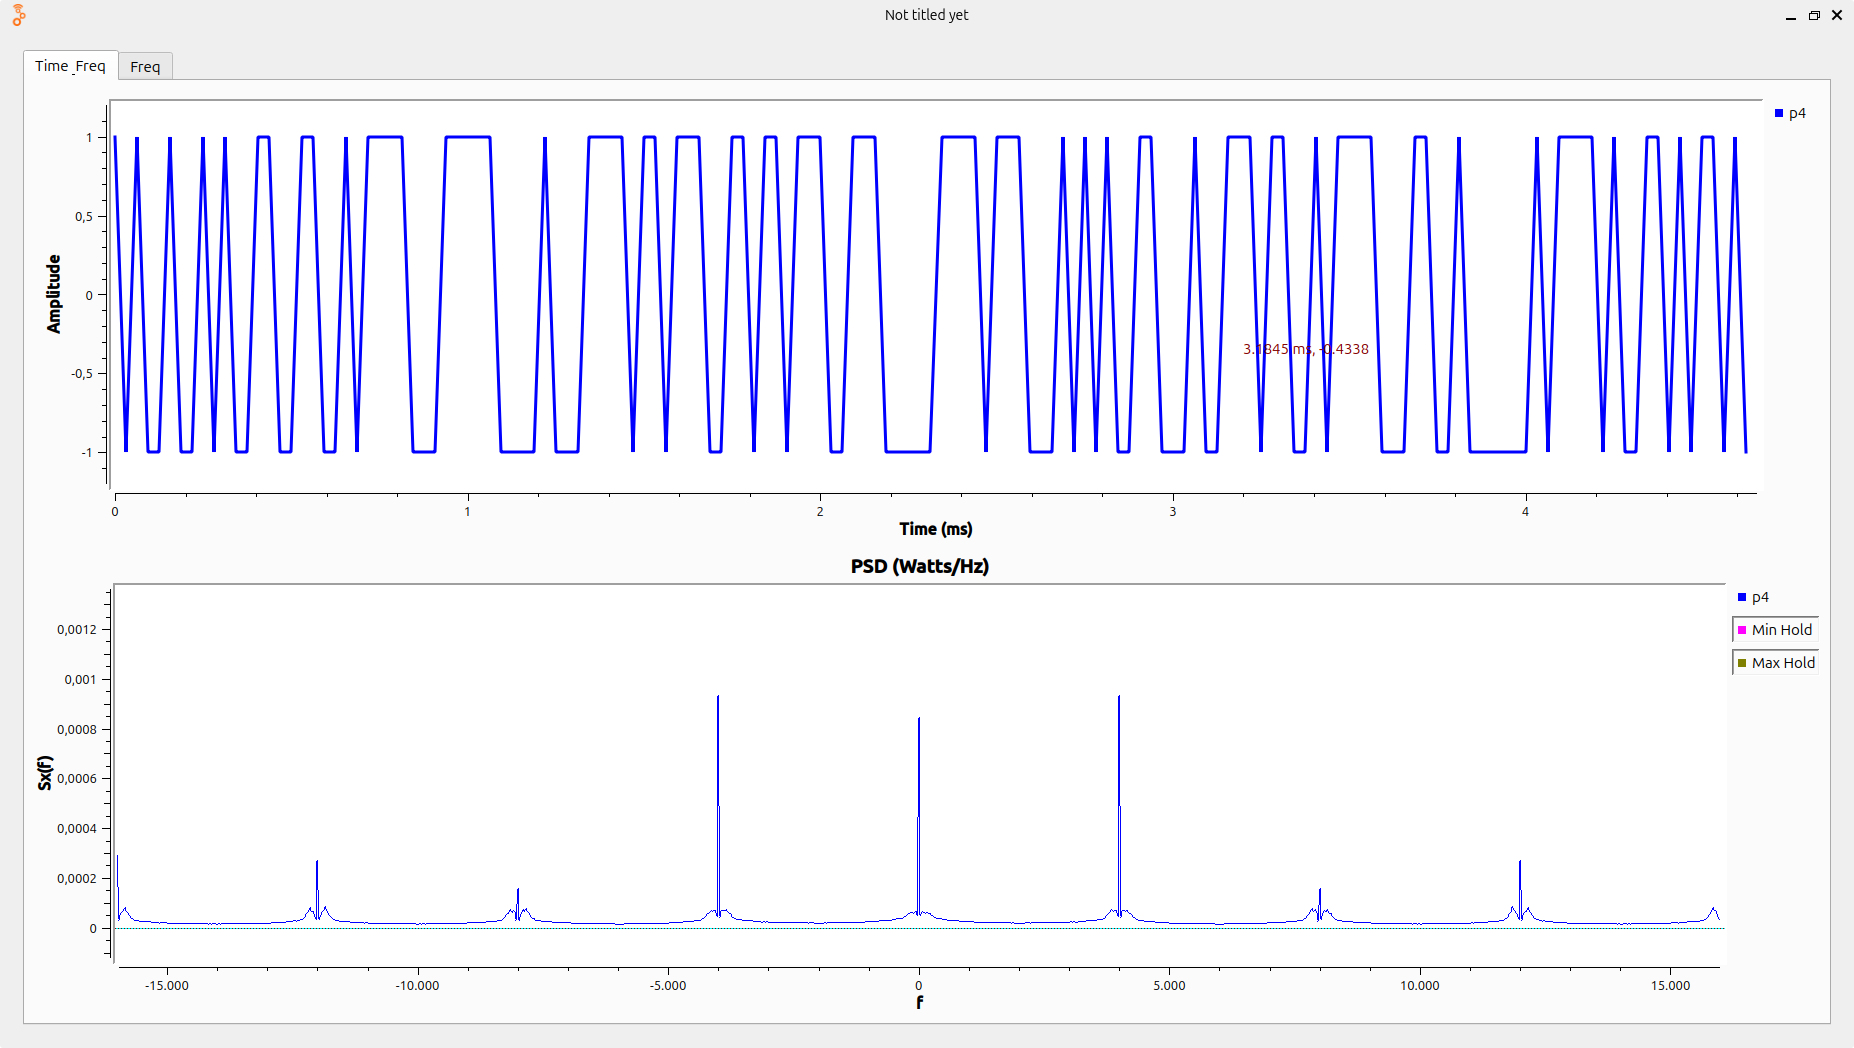 Not titled yet
Time _Freq
Freq
p4
1
0,5
0
-0,5
-1
Amplitude
3.1845 ms, -0.4338
0
1
2
3
4
Time (ms)
PSD (Watts/Hz)
p4
Min Hold
Max Hold
0,0012
0,001
0,0008
0,0006
0,0004
0,0002
0
Sx(f)
-15.000
-10.000
-5.000
0
5.000
10.000
15.000
f